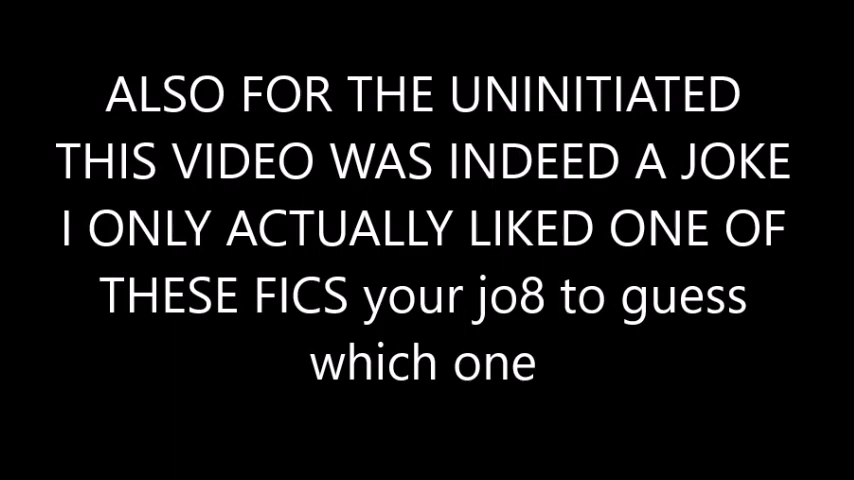 ALSO FOR THE UNINITIATED
THIS VIDEO WAS INDEED A JOKE
I ONLY ACTUALLY LIKED ONE OF
THESE FICS your jo8 to guess
which one